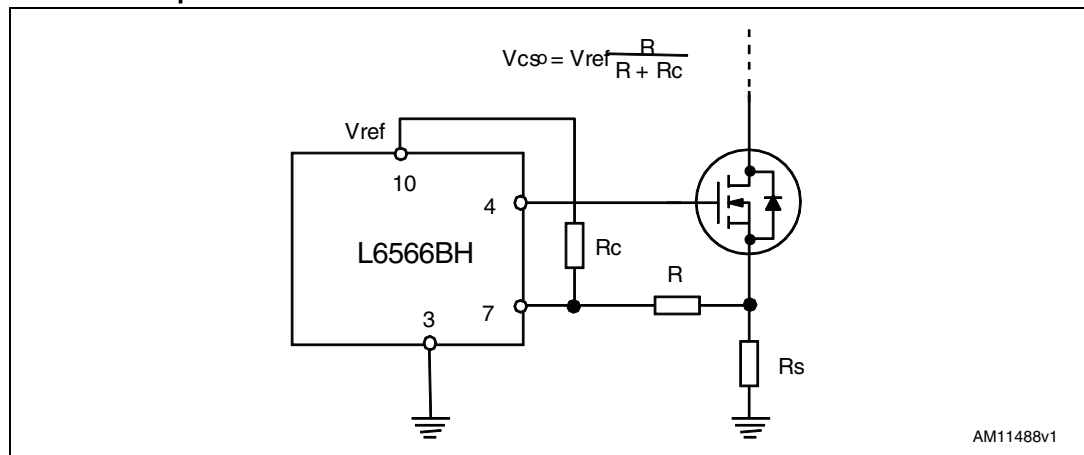 Vcso = Vref R / R + Rc
Vref
10
4
L6566BH
Rc
R
7
3
Rs
AM11488v1